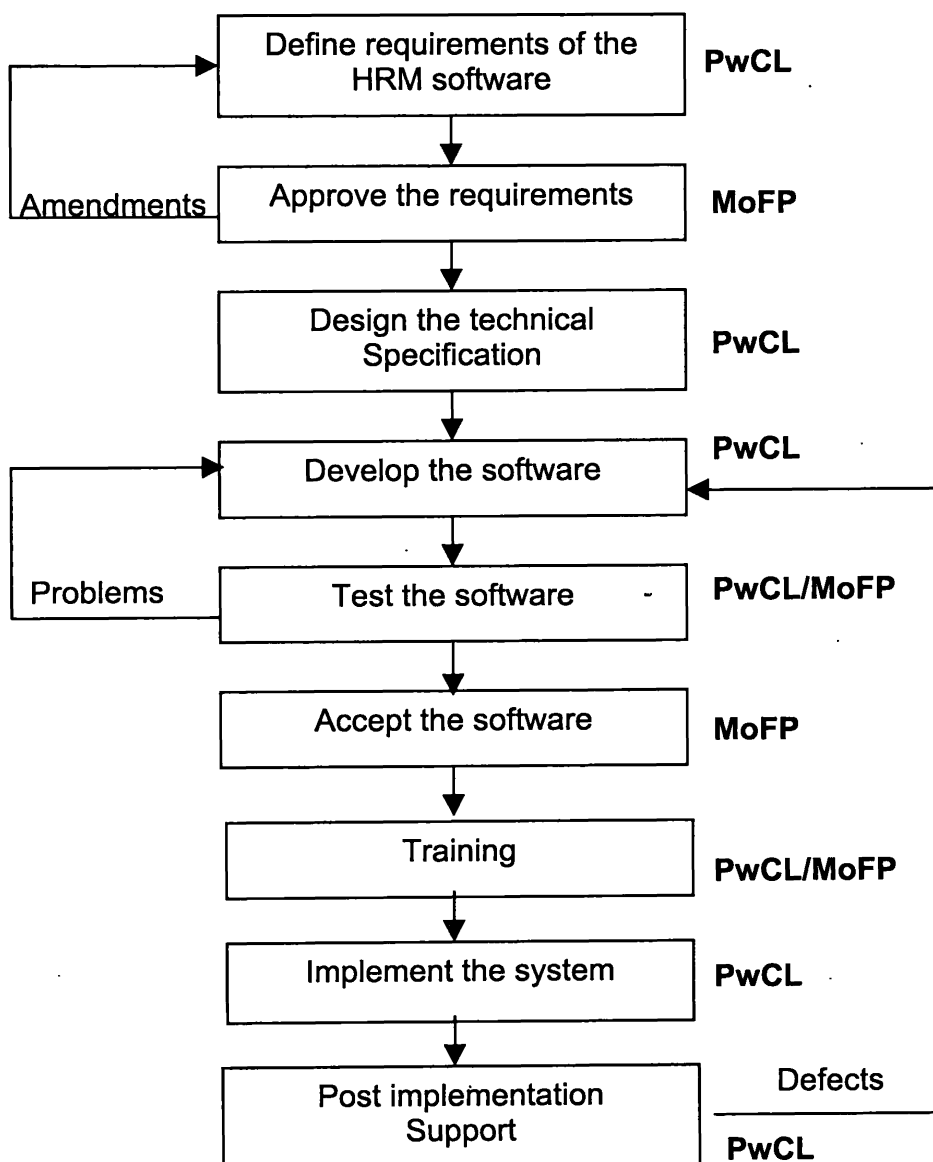 Define requirements of the
HRM software
PwCL
Amendments
Approve the requirements
MoFP
Design the technical
Specification
PwCL
PwCL
Develop the software
Problems
Test the software
PwCL/MoFP
Accept the software
MoFP
Training
PwCL/MoFP
Implement the system
PwCL
Post implementation
Support
Defects
PwCL